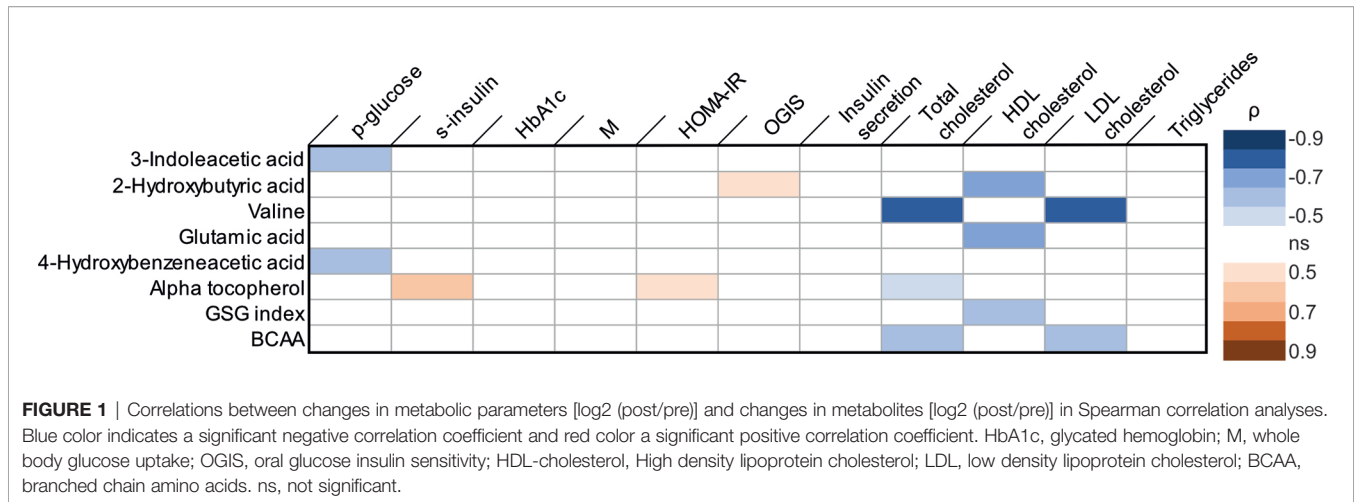 p-glucose
s-insulin
HbA1c
M
HOMA-IR
OGIS
Insulin
secretion
Total
cholesterol
HDL
cholesterol
LDL
cholesterol
Triglycerides
ρ
3-Indoleacetic acid
2-Hydroxybutyric acid
Valine
Glutamic acid
4-Hydroxybenzeneacetic acid
Alpha tocopherol
GSG index
BCAA
-0.9
-0.7
-0.5
ns
0.5
0.7
0.9
FIGURE 1 | Correlations between changes in metabolic parameters [log2 (post/pre)] and changes in metabolites [log2 (post/pre)] in Spearman correlation analyses.
Blue color indicates a significant negative correlation coefficient and red color a significant positive correlation coefficient. HbA1c, glycated hemoglobin; M, whole
body glucose uptake; OGIS, oral glucose insulin sensitivity; HDL-cholesterol, High density lipoprotein cholesterol; LDL, low density lipoprotein cholesterol; BCAA,
branched chain amino acids. ns, not significant.